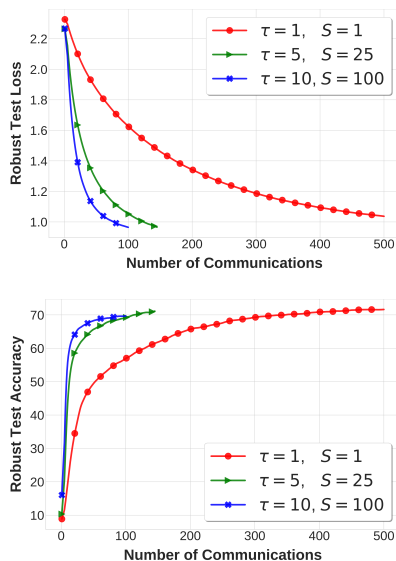 Robust Test Loss
2.2
2.0
1.8
1.6
1.4
1.2
1.0
τ = 1, S = 1
τ = 5, S = 25
τ = 10, S = 100
0 100 200 300 400 500
Number of Communications
Robust Test Accuracy
70
60
50
40
30
20
10
τ = 1, S = 1
τ = 5, S = 25
τ = 10, S = 100
0 100 200 300 400 500
Number of Communications